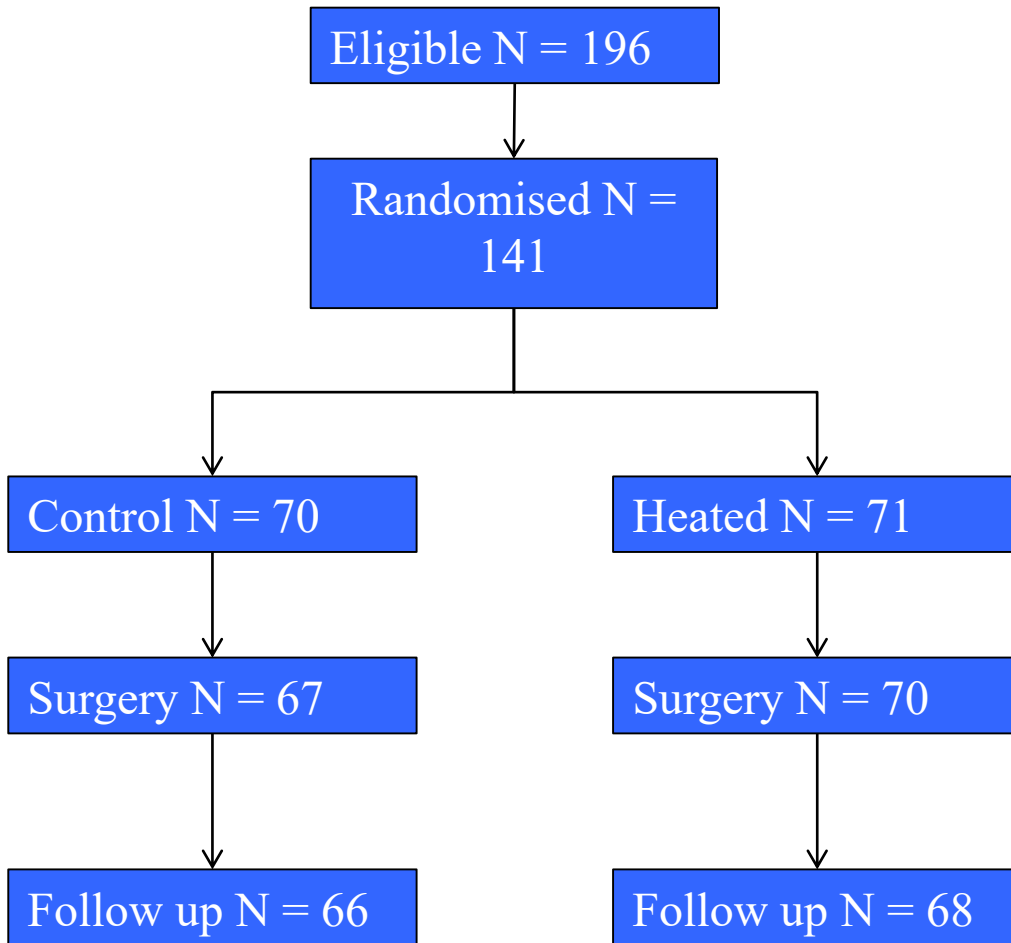 Eligible N = 196
Randomised N =
141
Control N = 70
Heated N = 71
Surgery N = 67
Surgery N = 70
Follow up N = 66
Follow up N = 68